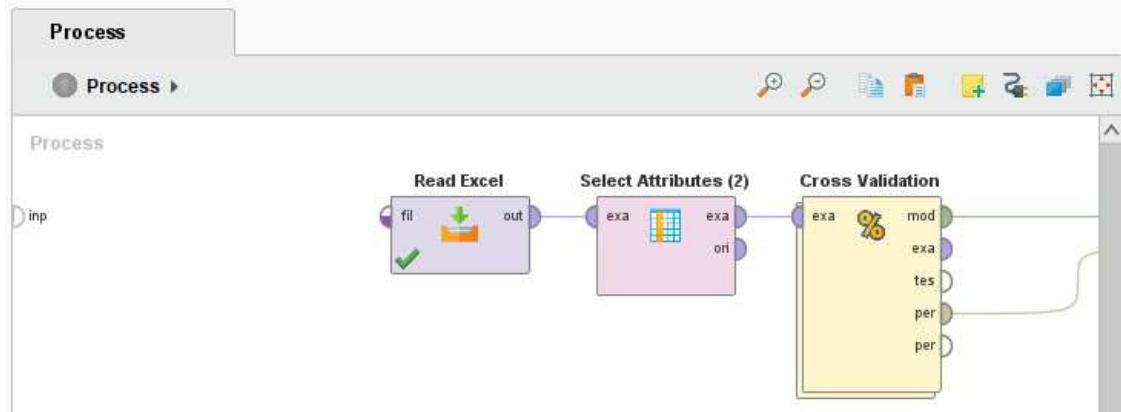 Process
Process
Process
Read Excel
Select Attributes (2)
Cross Validation
inp
fil
out
exa
exa
ori
exa
mod
exa
tes
per
per